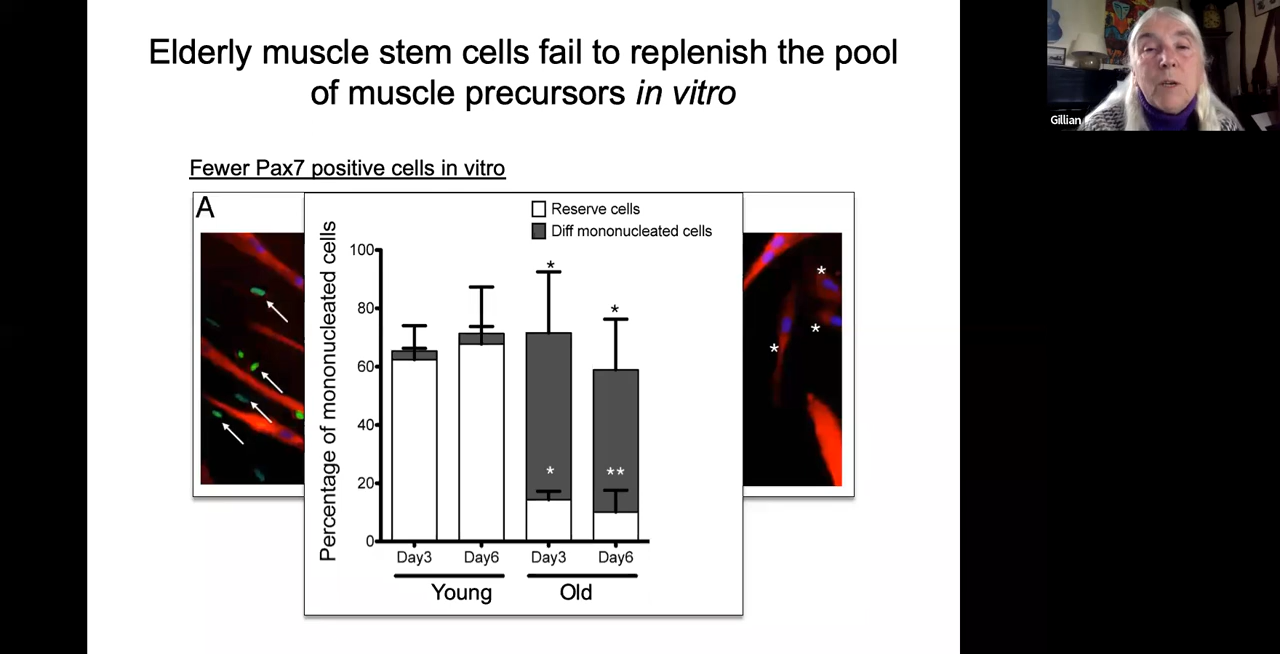 Elderly muscle stem cells fail to replenish the pool
of muscle precursors in vitro
Gillian
Fewer Pax7 positive cells in vitro
A
Reserve cells
Diff mononucleated cells
Percentage of mononucleated cells
100
80
60
40
20
0
*
*
*
**
*
*
*
Day3
Day6
Day3
Day6
Young
Old